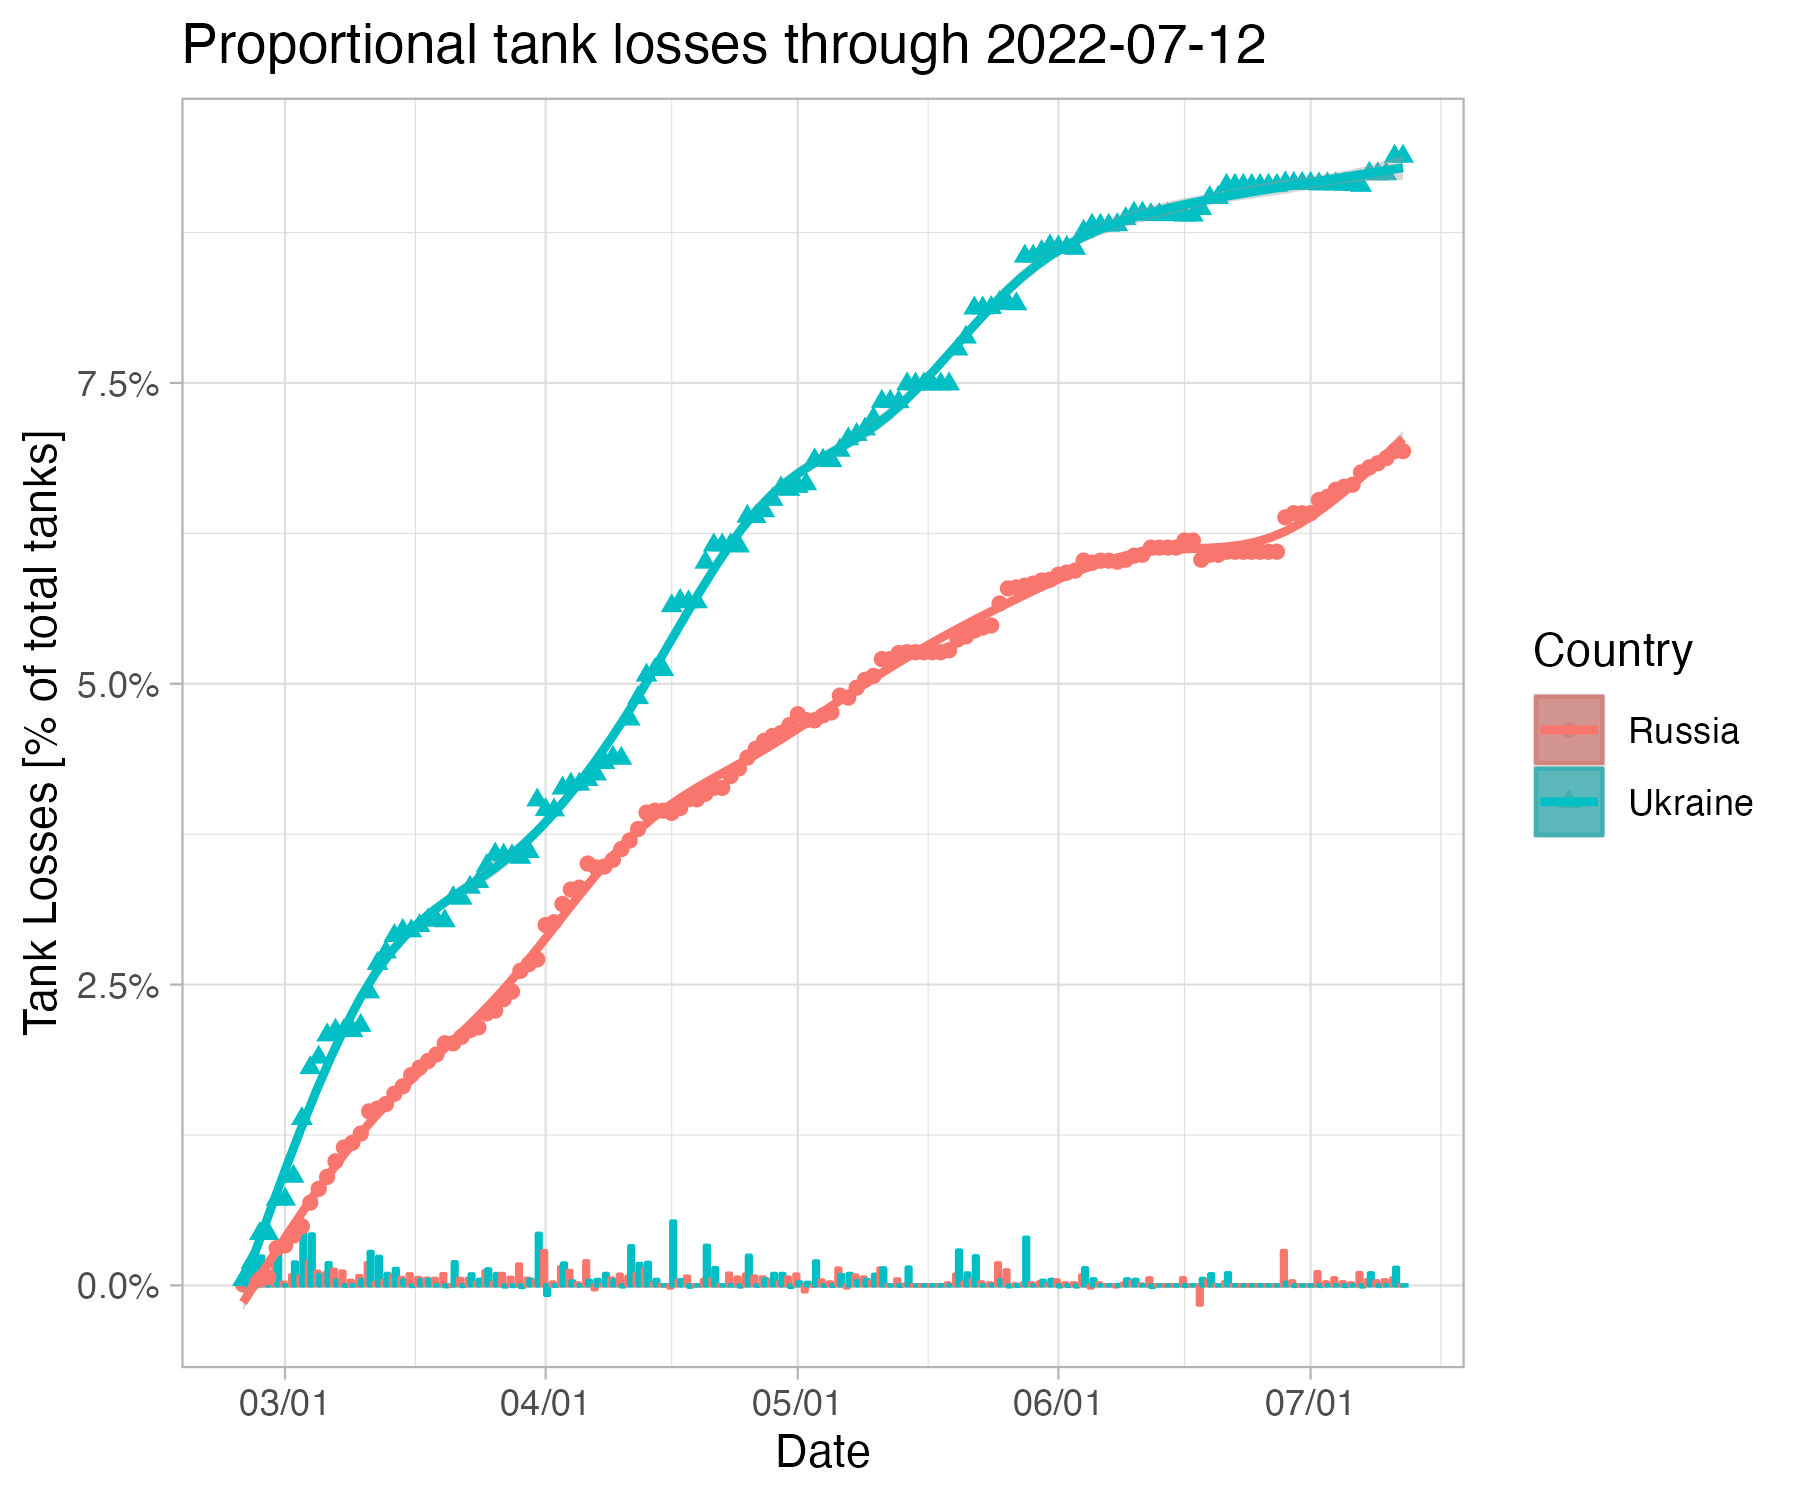 Proportional tank losses through 2022-07-12
Tank Losses [% of total tanks]
7.5%
5.0%
2.5%
0.0%
03/01
04/01
05/01
06/01
07/01
Date
Country
Russia
Ukraine